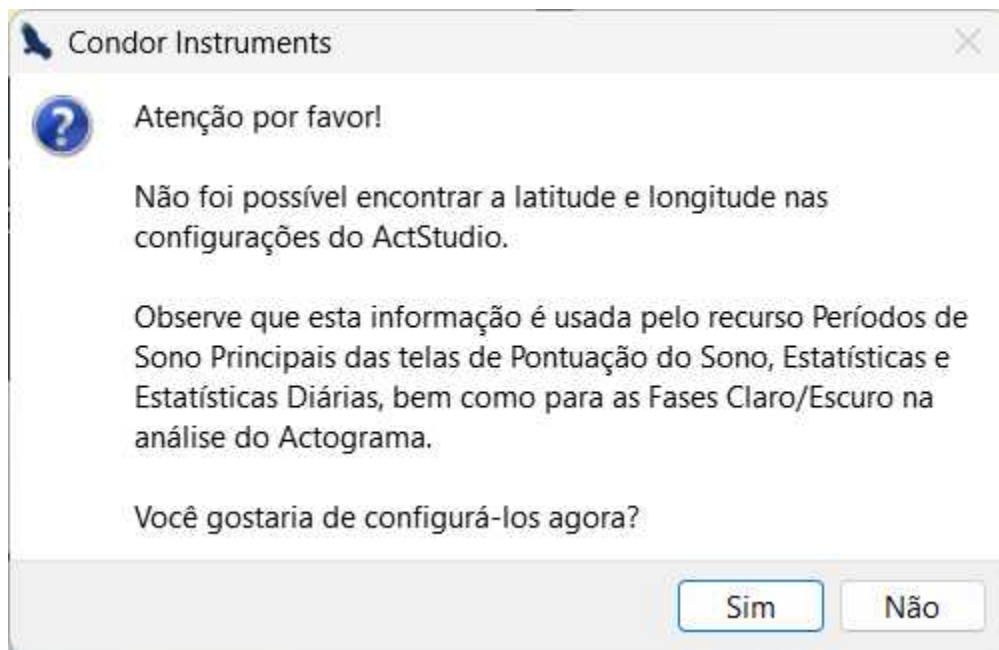 Condor Instruments
Atenção por favor!
Não foi possível encontrar a latitude e longitude nas
configurações do ActStudio.
Observe que esta informação é usada pelo recurso Períodos de
Sono Principais das telas de Pontuação do Sono, Estatísticas e
Estatísticas Diárias, bem como para as Fases Claro/Escuro na
análise do Actograma.
Você gostaria de configurá-los agora?
Sim
Não